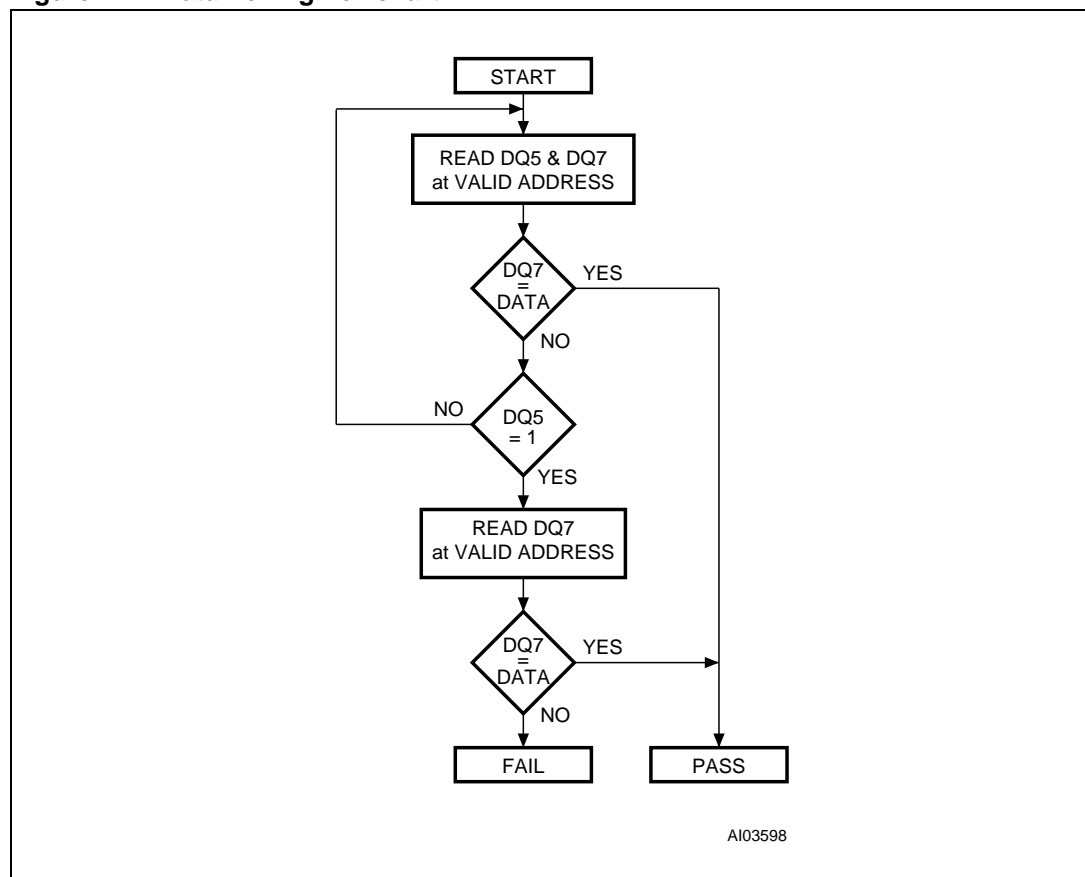 START
READ DQ5 & DQ7
at VALID ADDRESS
DQ7
=
DATA
YES
NO
DQ5
= 1
NO
YES
READ DQ7
at VALID ADDRESS
DQ7
=
DATA
YES
NO
FAIL
PASS
AI03598